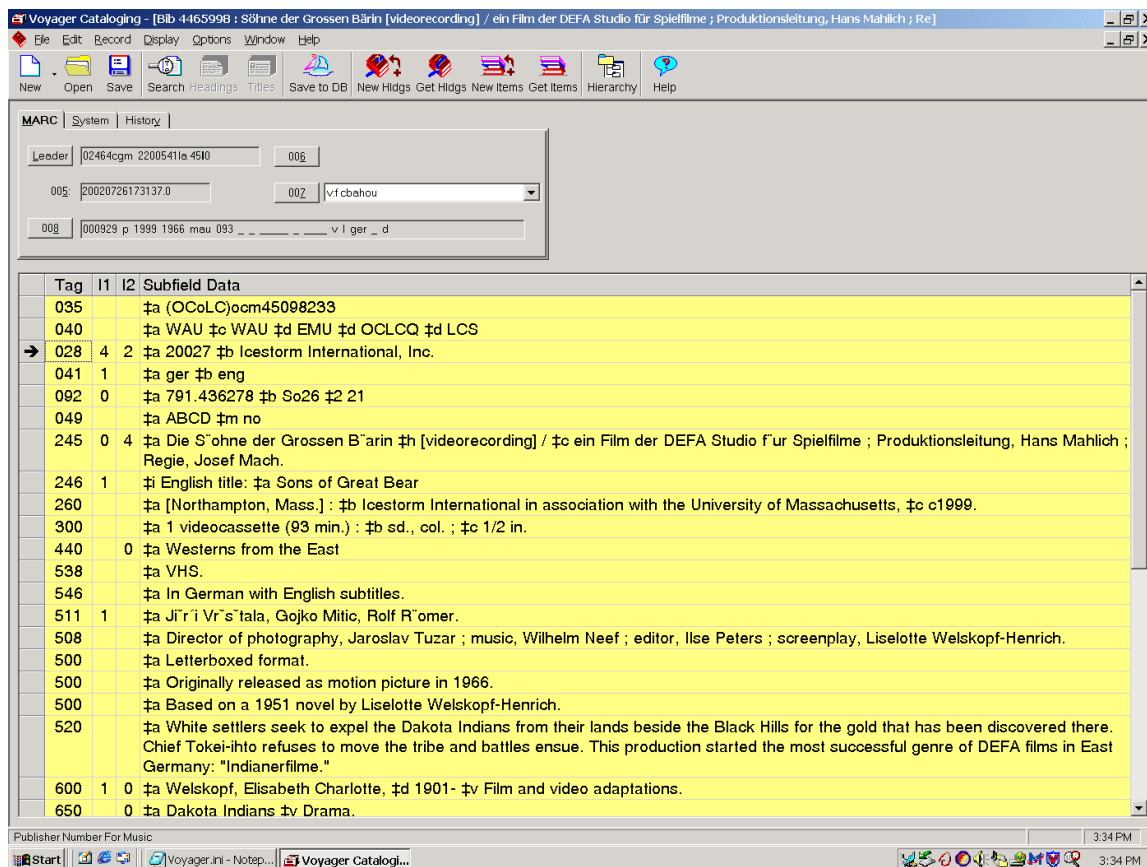 Voyager Cataloging - [Bib 4465998 : Söhne der Grossen Bärin [videorecording] / ein Film der DEFA Studio für Spielfilme ; Produktionsleitung, Hans Mahlich ; Re]
File Edit Record Display Options Window Help
New Open Save Search Headings Titles Save to DB New Hldgs Get Hldgs New Items Get Items Hierarchy Help
MARC System History
Leader 02464cgm 2200541Ia 45I0 006
005: 20020726173137.0 007 v:f cbahou
008 000929 p 1999 1966 mau 093 _ _ _____ _ ____ v l ger _ d
Tag I1 I2 Subfield Data
035 ‡a (OCoLC)ocm45098233
040 ‡a WAU ‡c WAU ‡d EMU ‡d OCLCQ ‡d LCS
028 4 2 ‡a 20027 ‡b Icestorm International, Inc.
041 1 ‡a ger ‡b eng
092 0 ‡a 791.436278 ‡b So26 ‡2 21
049 ‡a ABCD ‡m no
245 0 4 ‡a Die S¨ohne der Grossen B¨arin ‡h [videorecording] / ‡c ein Film der DEFA Studio f¨ur Spielfilme ; Produktionsleitung, Hans Mahlich ;
Regie, Josef Mach.
246 1 ‡i English title: ‡a Sons of Great Bear
260 ‡a [Northampton, Mass.] : ‡b Icestorm International in association with the University of Massachusetts, ‡c c1999.
300 ‡a 1 videocassette (93 min.) : ‡b sd., col. ; ‡c 1/2 in.
440 0 ‡a Westerns from the East
538 ‡a VHS.
546 ‡a In German with English subtitles.
511 1 ‡a Jiˇr´i Vrˇsˇtala, Gojko Mitic, Rolf R¨omer.
508 ‡a Director of photography, Jaroslav Tuzar ; music, Wilhelm Neef ; editor, Ilse Peters ; screenplay, Liselotte Welskopf-Henrich.
500 ‡a Letterboxed format.
500 ‡a Originally released as motion picture in 1966.
500 ‡a Based on a 1951 novel by Liselotte Welskopf-Henrich.
520 ‡a White settlers seek to expel the Dakota Indians from their lands beside the Black Hills for the gold that has been discovered there.
Chief Tokei-ihto refuses to move the tribe and battles ensue. This production started the most successful genre of DEFA films in East
Germany: "Indianerfilme."
600 1 0 ‡a Welskopf, Elisabeth Charlotte, ‡d 1901- ‡v Film and video adaptations.
650 0 ‡a Dakota Indians ‡v Drama.
Publisher Number For Music 3:34 PM
Start Voyager.ini - Notep... Voyager Catalogi... 3:34 PM